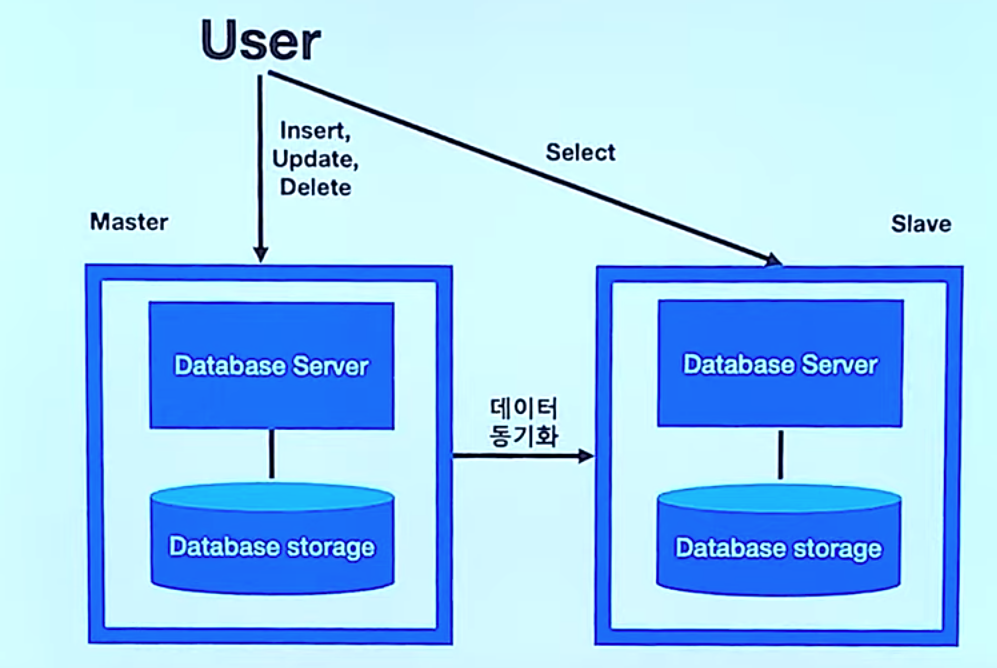 User
Insert,
Update,
Delete
Select
Master
Slave
Database Server
Database Server
데이터
동기화
Database storage
Database storage